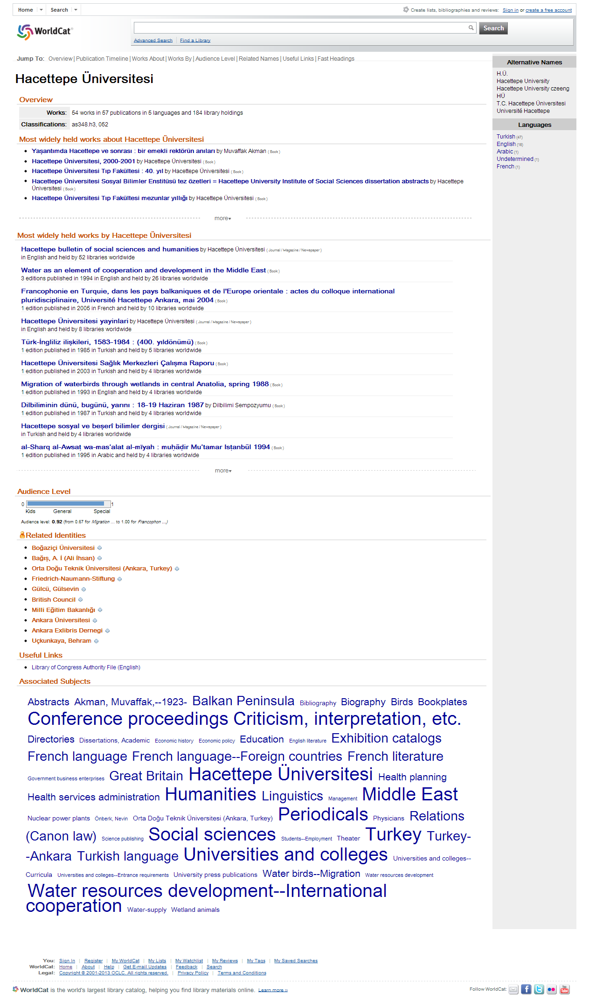 Home Search Create lists, bibliographies and reviews: Sign in or create a free account
WorldCat®
Search
Advanced Search Find a Library
Jump To: Overview | Publication Timeline | Works About | Works By | Audience Level | Related Names | Useful Links | Fast Headings
Hacettepe Üniversitesi
Overview
Works: 54 works in 57 publications in 5 languages and 184 library holdings
Classifications: as348.h3, 052
Most widely held works about Hacettepe Üniversitesi
• Yaşantımda Hacettepe ve sonrası : bir emekli rektörün anıları by Muvaffak Akman ( Book )
• Hacettepe Üniversitesi, 2000-2001 by Hacettepe Üniversitesi ( Book )
• Hacettepe Üniversitesi Tıp Fakültesi : 40. yıl by Hacettepe Üniversitesi ( Book )
• Hacettepe Üniversitesi Sosyal Bilimler Enstitüsü tez özetleri = Hacettepe University Institute of Social Sciences dissertation abstracts by Hacettepe
Üniversitesi ( Book )
• Hacettepe Üniversitesi Tıp Fakültesi mezunlar yıllığı by Hacettepe Üniversitesi ( Book )
more
Most widely held works by Hacettepe Üniversitesi
Hacettepe bulletin of social sciences and humanities by Hacettepe Üniversitesi ( Journal / Magazine / Newspaper )
in English and held by 52 libraries worldwide
Water as an element of cooperation and development in the Middle East ( Book )
3 editions published in 1994 in English and held by 26 libraries worldwide
Francophonie en Turquie, dans les pays balkaniques et de l'Europe orientale : actes du colloque international
pluridisciplinaire, Université Hacettepe Ankara, mai 2004 ( Book )
1 edition published in 2005 in French and held by 10 libraries worldwide
Hacettepe Üniversitesi yayinlari by Hacettepe Üniversitesi ( Journal / Magazine / Newspaper )
in English and held by 8 libraries worldwide
Türk-İngliliz ilişkileri, 1583-1984 : (400. yıldönümü) ( Book )
1 edition published in 1985 in Turkish and held by 5 libraries worldwide
Hacettepe Üniversitesi Sağlık Merkezleri Çalışma Raporu ( Book )
1 edition published in 2003 in Turkish and held by 4 libraries worldwide
Migration of waterbirds through wetlands in central Anatolia, spring 1988 ( Book )
1 edition published in 1993 in English and held by 4 libraries worldwide
Dilbiliminin dünü, bugünü, yarını : 18-19 Haziran 1987 by Dilbilimi Sempozyumu ( Book )
1 edition published in 1987 in Turkish and held by 4 libraries worldwide
Hacettepe sosyal ve beşerî bilimler dergisi ( Journal / Magazine / Newspaper )
in Turkish and held by 4 libraries worldwide
al-Sharq al-Awsaṭ wa-mas’alat al-mīyah : muḥāḍir Mu’tamar Isṭanbūl 1994 ( Book )
1 edition published in 1995 in Arabic and held by 4 libraries worldwide
more
Audience Level
0 1
Kids General Special
Audience level: 0.92 (from 0.67 for Migration ... to 1.00 for Francophon ...)
Related Identities
• Boğaziçi Üniversitesi
• Bağış, A. İ (Ali İhsan)
• Orta Doğu Teknik Üniversitesi (Ankara, Turkey)
• Friedrich-Naumann-Stiftung
• Gülcü, Gülsevin
• British Council
• Milli Eğitim Bakanlığı
• Ankara Üniversitesi
• Ankara Exlibris Dernegi
• Uçkunkaya, Behram
Useful Links
• Library of Congress Authority File (English)
Associated Subjects
Abstracts Akman, Muvaffak,--1923- Balkan Peninsula Bibliography Biography Birds Bookplates
Conference proceedings Criticism, interpretation, etc.
Directories Dissertations, Academic Economic history Economic policy Education English literature Exhibition catalogs
French language French language--Foreign countries French literature
Government business enterprises Great Britain Hacettepe Üniversitesi Health planning
Health services administration Humanities Linguistics Management Middle East
Nuclear power plants Önberk, Nevin Orta Doğu Teknik Üniversitesi (Ankara, Turkey) Periodicals Physicians Relations
(Canon law) Science publishing Social sciences Students--Employment Theater Turkey Turkey-
-Ankara Turkish language Universities and colleges Universities and colleges--
Curricula Universities and colleges--Entrance requirements University press publications Water birds--Migration Water resources development
Water resources development--International
cooperation Water-supply Wetland animals
Alternative Names
H.Ü.
Hacettepe University
Hacettepe University czeeng
HÜ
T.C. Hacettepe Üniversitesi
Université Hacettepe
Languages
Turkish (47)
English (15)
Arabic (1)
Undetermined (1)
French (1)
You: Sign In | Register | My WorldCat | My Lists | My Watchlist | My Reviews | My Tags | My Saved Searches
WorldCat: Home | About | Help | Get E-mail Updates | Feedback | Search
Legal: Copyright © 2001-2013 OCLC. All rights reserved. | Privacy Policy | Terms and Conditions
WorldCat is the world's largest library catalog, helping you find library materials online. Learn more ››
Follow WorldCat: f t You Tube